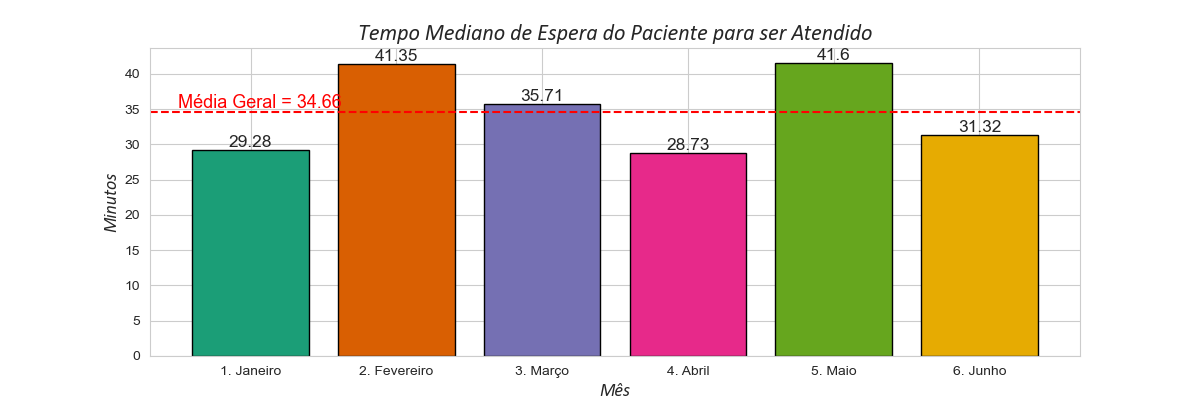 Tempo Mediano de Espera do Paciente para ser Atendido
41.35
41.6
40
Média Geral = 34.66
35.71
35
31.32
29.28
28.73
30
25
Minutos
20
15
10
5
0
1. Janeiro
2. Fevereiro
3. Março
4. Abril
5. Maio
6. Junho
Mês